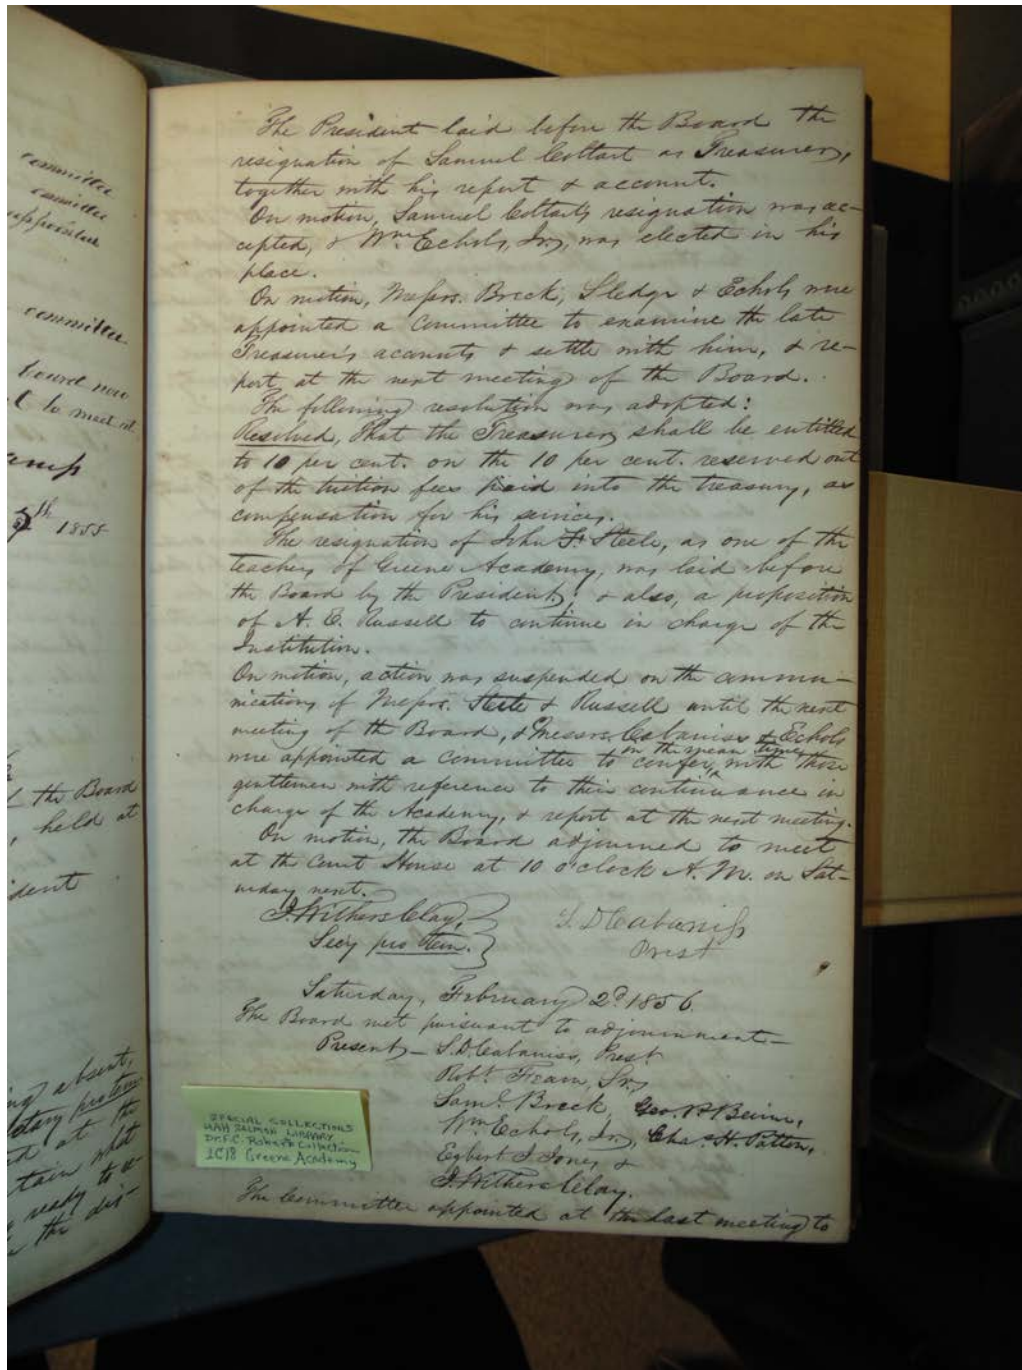 committee
committee
appointed
committee
board now
to meet at
th 1855
the Board
held at
ident
ng absent,
etary pro tem
at the
tain what
ready to a-
the dis-
The President laid before the Board the
resignation of Samuel Coltart as Treasurer,
together with his report & account.
On motion, Samuel Coltart's resignation was ac-
cepted, & Wm. Echols, Jr., was elected in his
place.
On motion, Messrs. Breck, Sledge & Echols were
appointed a committee to examine the late
Treasurer's accounts & settle with him, & re-
port at the next meeting of the Board.
The following resolution was adopted:
Resolved, That the Treasurer shall be entitled
to 10 per cent. on the 10 per cent. reserved out
of the tuition fees paid into the treasury, as
compensation for his services.
The resignation of John F. Steele, as one of the
teachers of Greene Academy, was laid before
the Board by the President; & also, a proposition
of A. E. Russell to continue in charge of the
Institution.
On motion, action was suspended on the commu-
nications of Messrs. Steele & Russell until the next
meeting of the Board, & Messrs. Cabaniss & Echols
were appointed a committee to confer, in the mean time, with those
gentlemen with reference to their continuance in
charge of the Academy, & report at the next meeting.
On motion, the Board adjourned to meet
at the Court House at 10 o'clock A. M. on Sat-
urday next.
J. Withers Clay, S. D. Cabaniss
Sec'y pro tem. Prest
Saturday, February 2d 1856.
The Board met pursuant to adjournment—
Present— S. D. Cabaniss, Prest
Robt. Fearn, Sr.,
Saml. Breck, Geo. P. Beirne,
Wm. Echols, Jr., Chas. H. Patton,
Egbert J. Jones &
J. Withers Clay.
The Committee appointed at the last meeting to
SPECIAL COLLECTIONS
UAH SALMON LIBRARY
Dr. F.C. Roberts Collection
2C18 Greene Academy